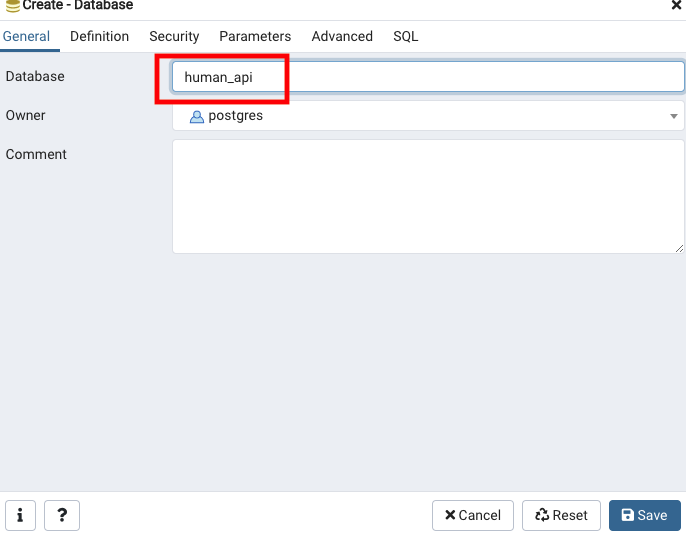 Create - Database
General Definition Security Parameters Advanced SQL
Database human_api
Owner postgres
Comment
i ? Cancel Reset Save